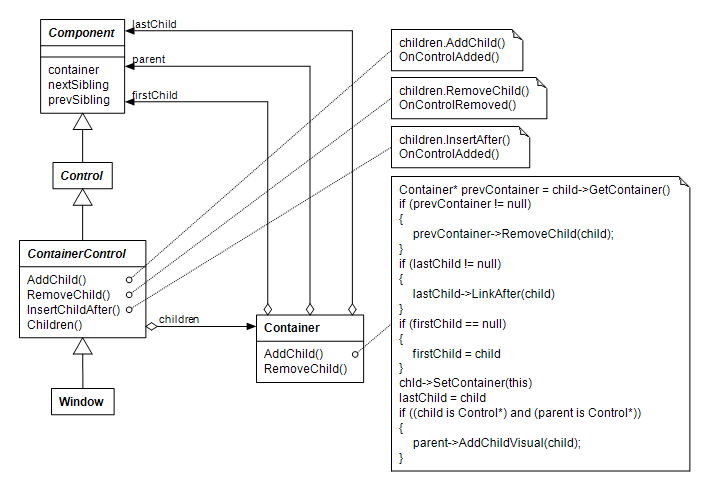 Component
container
nextSibling
prevSibling
lastChild
parent
firstChild
Control
ContainerControl
AddChild()
RemoveChild()
InsertChildAfter()
Children()
children
Window
Container
AddChild()
RemoveChild()
children.AddChild()
OnControlAdded()
children.RemoveChild()
OnControlRemoved()
children.InsertAfter()
OnControlAdded()
Container* prevContainer = child->GetContainer()
if (prevContainer != null)
{
prevContainer->RemoveChild(child);
}
if (lastChild != null)
{
lastChild->LinkAfter(child)
}
if (firstChild == null)
{
firstChild = child
}
chld->SetContainer(this)
lastChild = child
if ((child is Control*) and (parent is Control*))
{
parent->AddChildVisual(child);
}